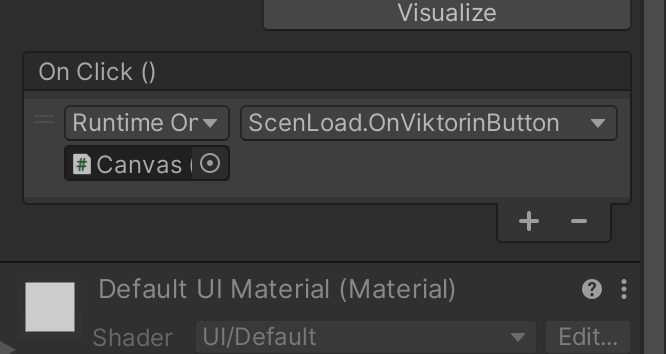 Visualize
On Click ()
Runtime Or ScenLoad.OnViktorinButton
# Canvas (
+ −
Default UI Material (Material)
Shader UI/Default Edit...